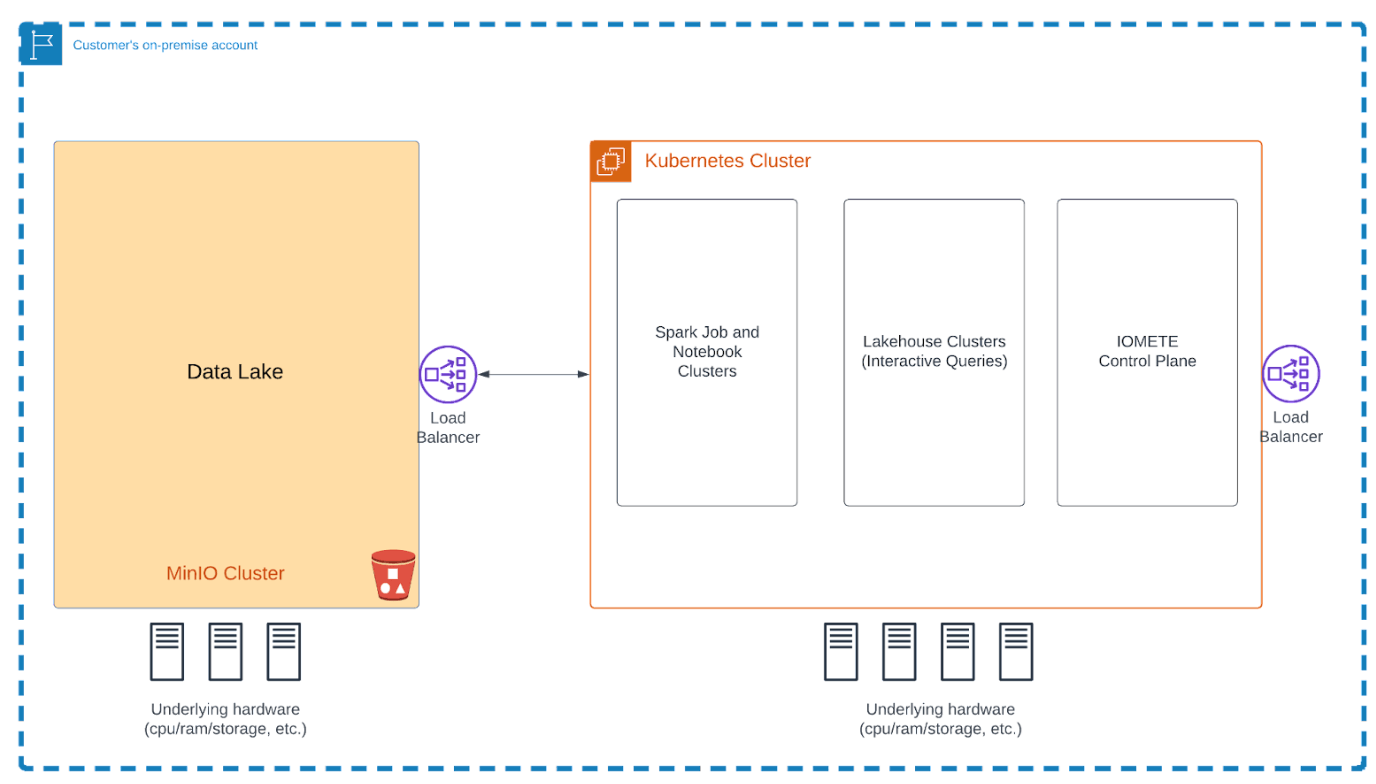 Customer's on-premise account
Kubernetes Cluster
Data Lake
MinIO Cluster
Load
Balancer
Spark Job and
Notebook
Clusters
Lakehouse Clusters
(Interactive Queries)
IOMETE
Control Plane
Load
Balancer
Underlying hardware
(cpu/ram/storage, etc.)
Underlying hardware
(cpu/ram/storage, etc.)